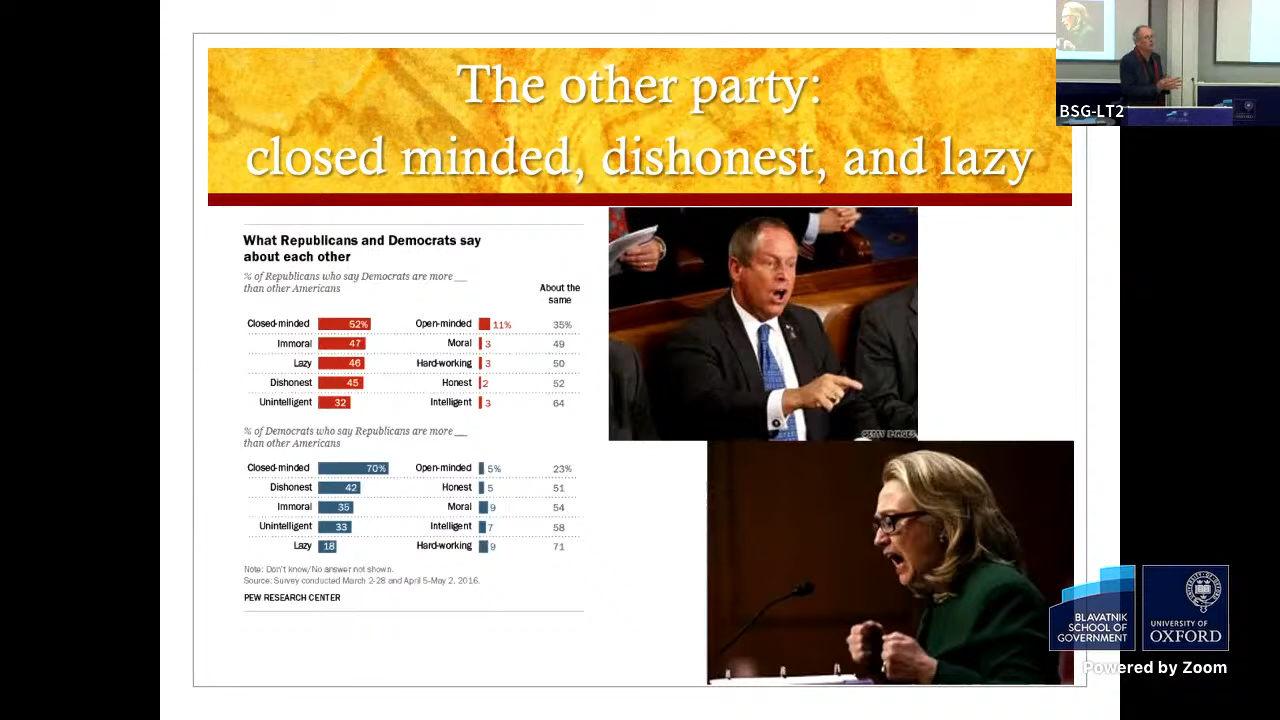 The other party:
closed minded, dishonest, and lazy
BSG-LT2
What Republicans and Democrats say
about each other
% of Republicans who say Democrats are more __
than other Americans
About the
same
Closed-minded 52% Open-minded 11% 35%
Immoral 47 Moral 3 49
Lazy 46 Hard-working 3 50
Dishonest 45 Honest 2 52
Unintelligent 32 Intelligent 3 64
% of Democrats who say Republicans are more __
than other Americans
Closed-minded 70% Open-minded 5% 23%
Dishonest 42 Honest 5 51
Immoral 35 Moral 9 54
Unintelligent 33 Intelligent 7 58
Lazy 18 Hard-working 9 71
Note: Don't know/No answer not shown.
Source: Survey conducted March 2-28 and April 5-May 2, 2016.
PEW RESEARCH CENTER
GETTY IMAGES
BLAVATNIK
SCHOOL OF
GOVERNMENT
UNIVERSITY OF
OXFORD
Powered by Zoom